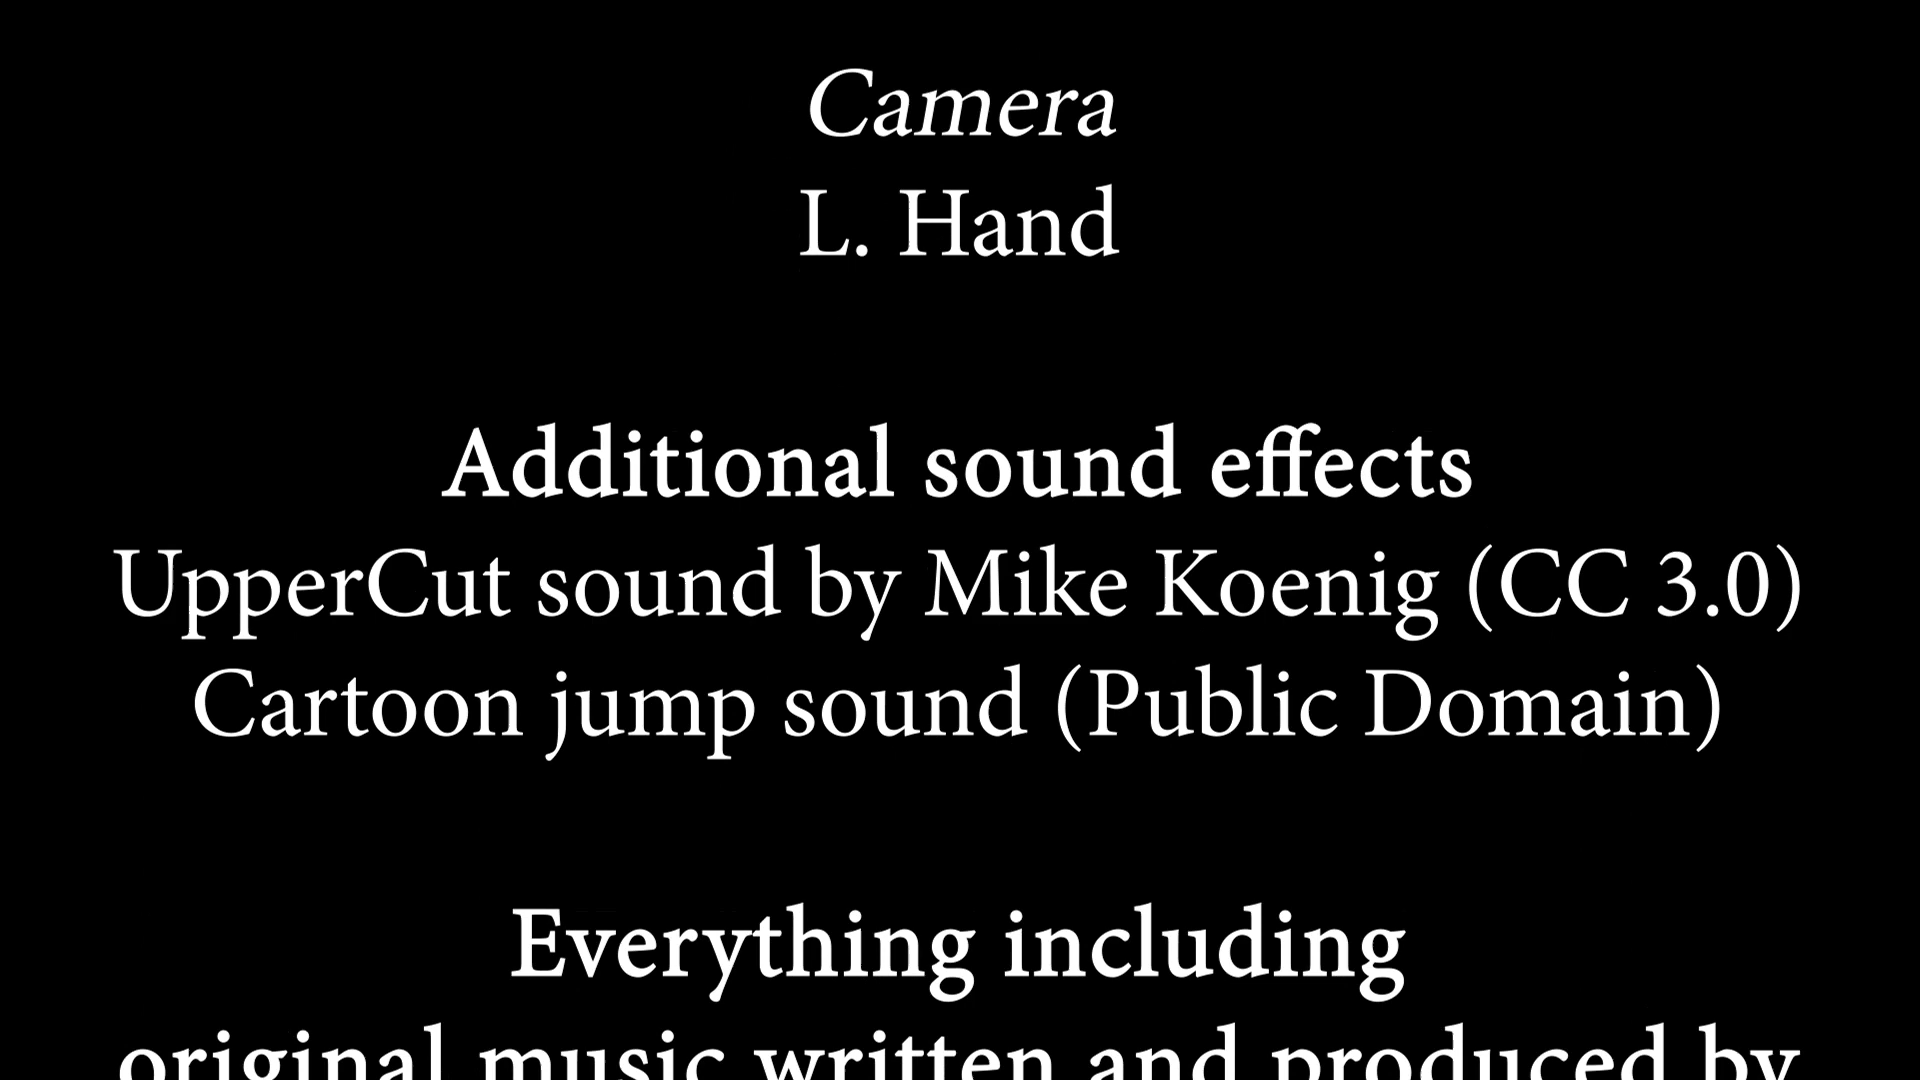 Camera
L. Hand
Additional sound effects
UpperCut sound by Mike Koenig (CC 3.0)
Cartoon jump sound (Public Domain)
Everything including
original music written and produced by